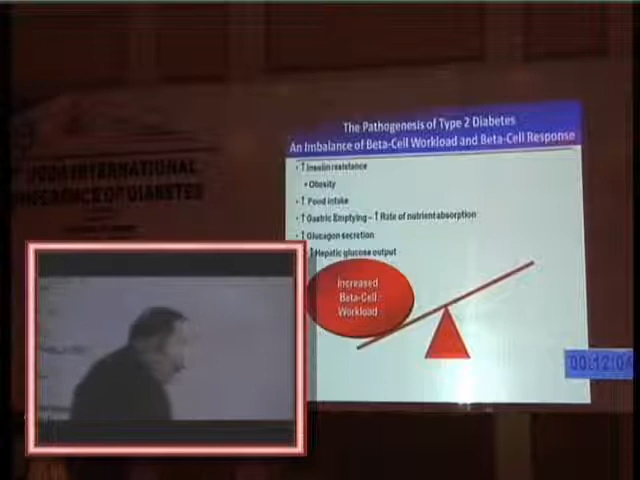 INTERNATIONAL
OF DIABETES
The Pathogenesis of Type 2 Diabetes
An Imbalance of Beta-Cell Workload and Beta-Cell Response
• ↑ Insulin resistance
• Obesity
• ↑ Food intake
• ↑ Gastric Emptying – ↑ Rate of nutrient absorption
• ↑ Glucagon secretion
↑ Hepatic glucose output
Increased
Beta-Cell
Workload
00:12:04